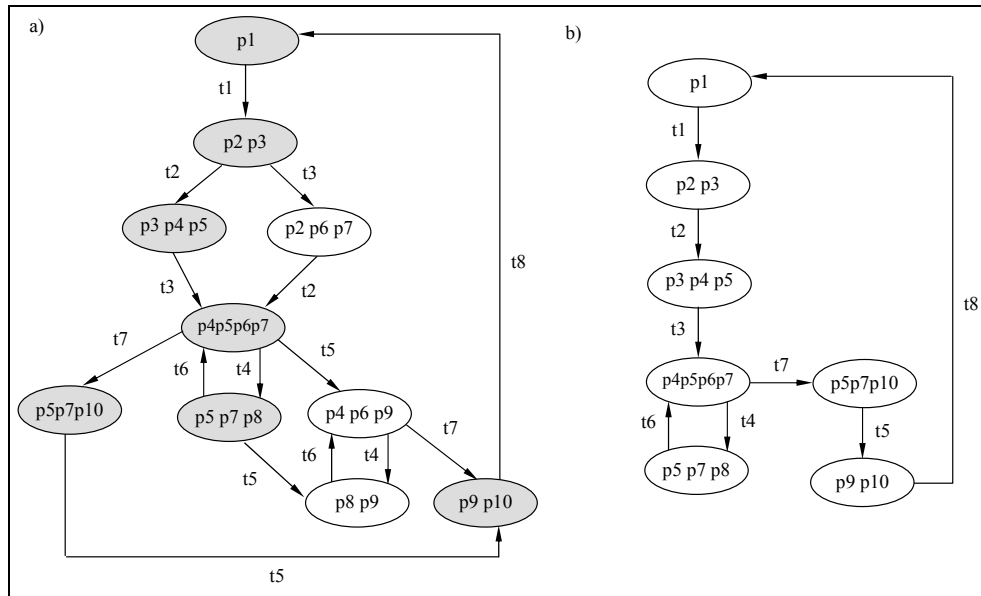 a)
p1
t1
p2 p3
t2
t3
p3 p4 p5
p2 p6 p7
t3
t2
t8
p4p5p6p7
t7
t6
t4
t5
p5p7p10
p5 p7 p8
p4 p6 p9
t7
t5
t6
t4
p8 p9
p9 p10
t5
b)
p1
t1
p2 p3
t2
p3 p4 p5
t3
t8
p4p5p6p7
t7
p5p7p10
t6
t4
t5
p5 p7 p8
p9 p10